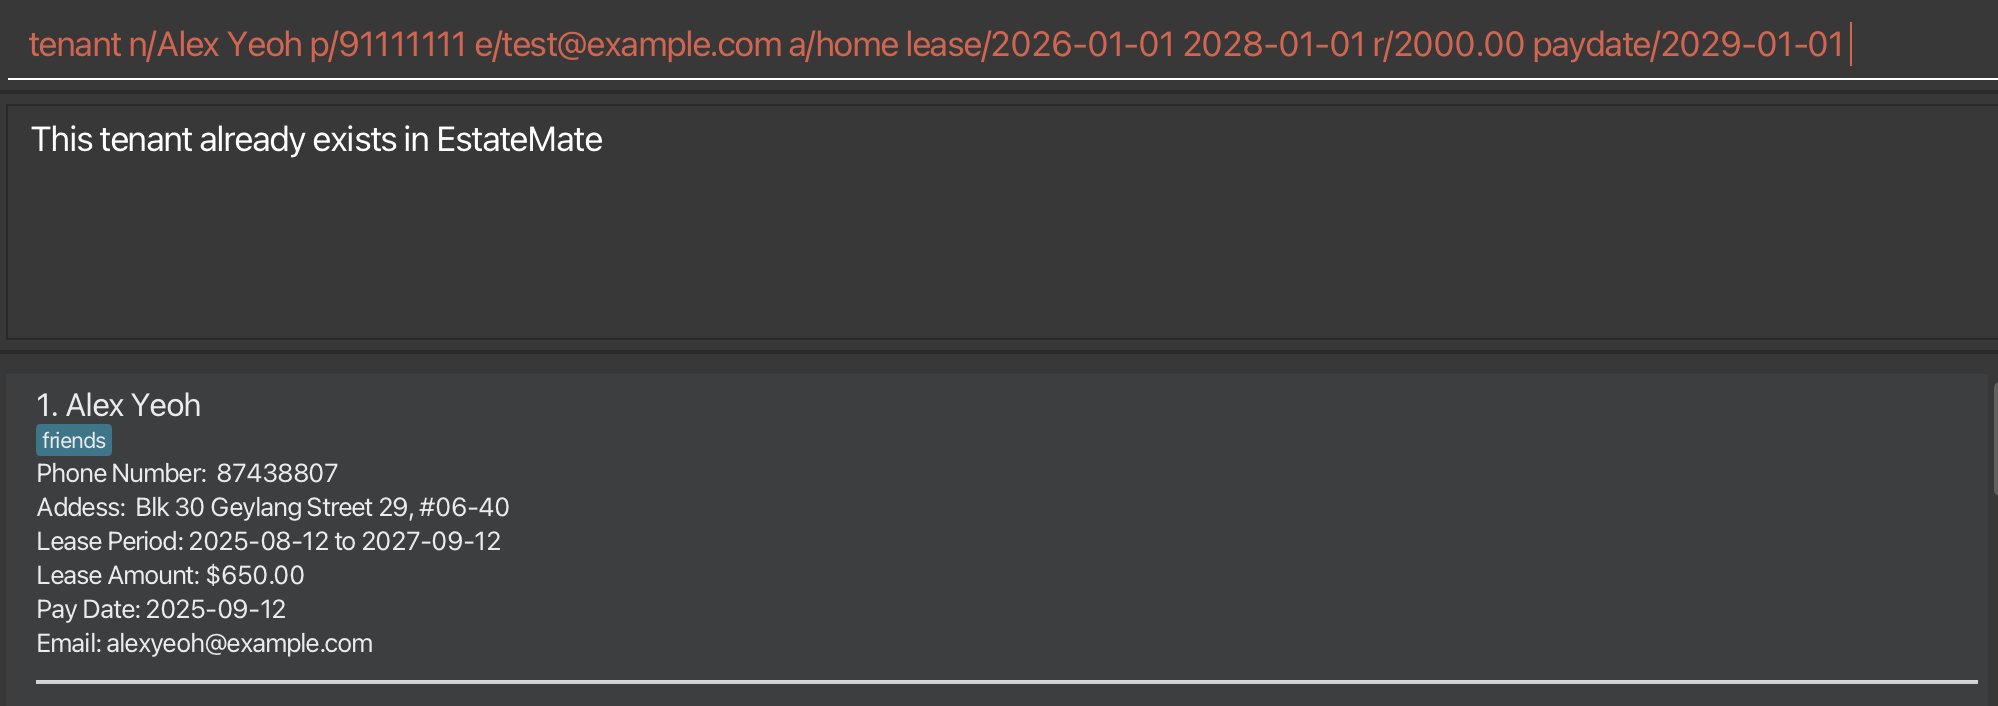 tenant n/Alex Yeoh p/91111111 e/test@example.com a/home lease/2026-01-01 2028-01-01 r/2000.00 paydate/2029-01-01
This tenant already exists in EstateMate
1. Alex Yeoh
friends
Phone Number: 87438807
Addess: Blk 30 Geylang Street 29, #06-40
Lease Period: 2025-08-12 to 2027-09-12
Lease Amount: $650.00
Pay Date: 2025-09-12
Email: alexyeoh@example.com